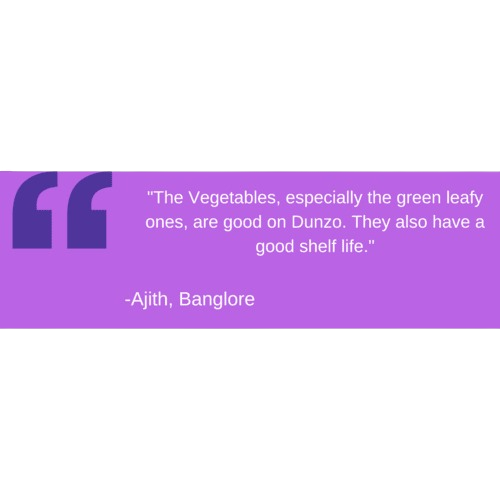 "The Vegetables, especially the green leafy
ones, are good on Dunzo. They also have a
good shelf life."
-Ajith, Banglore